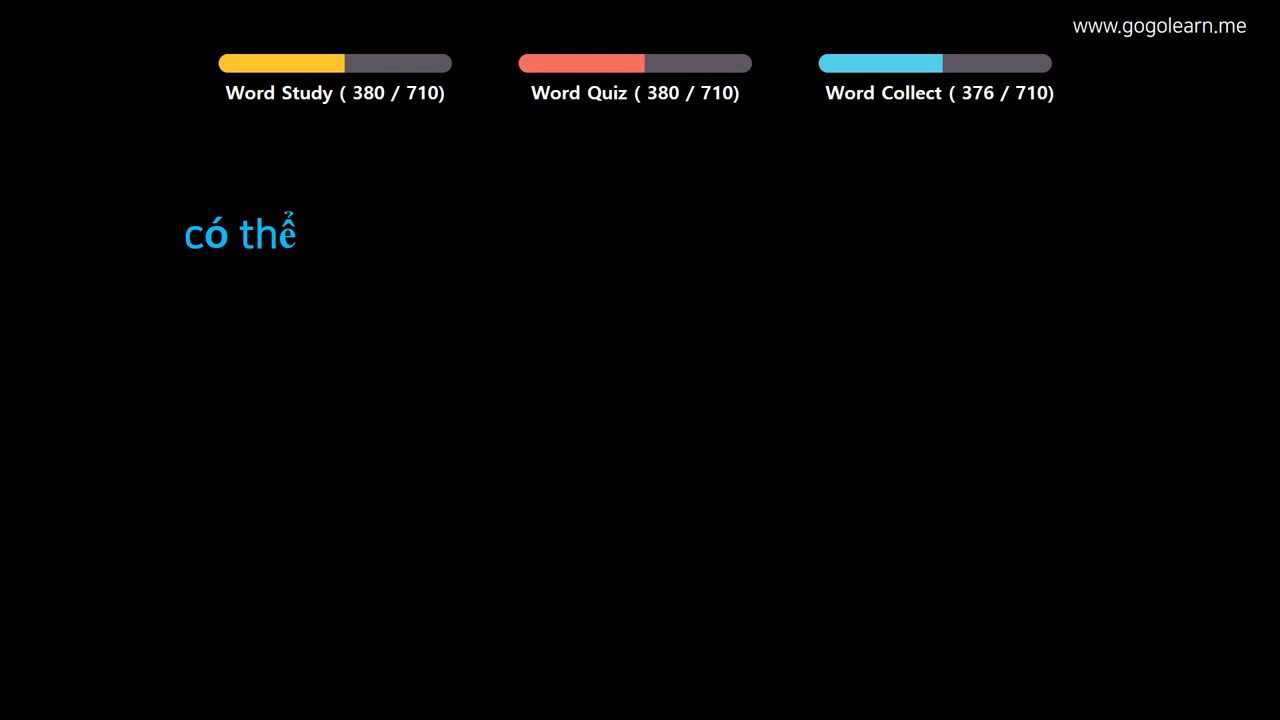 www.gogolearn.me
Word Study ( 380 / 710)
Word Quiz ( 380 / 710)
Word Collect ( 376 / 710)
có thể